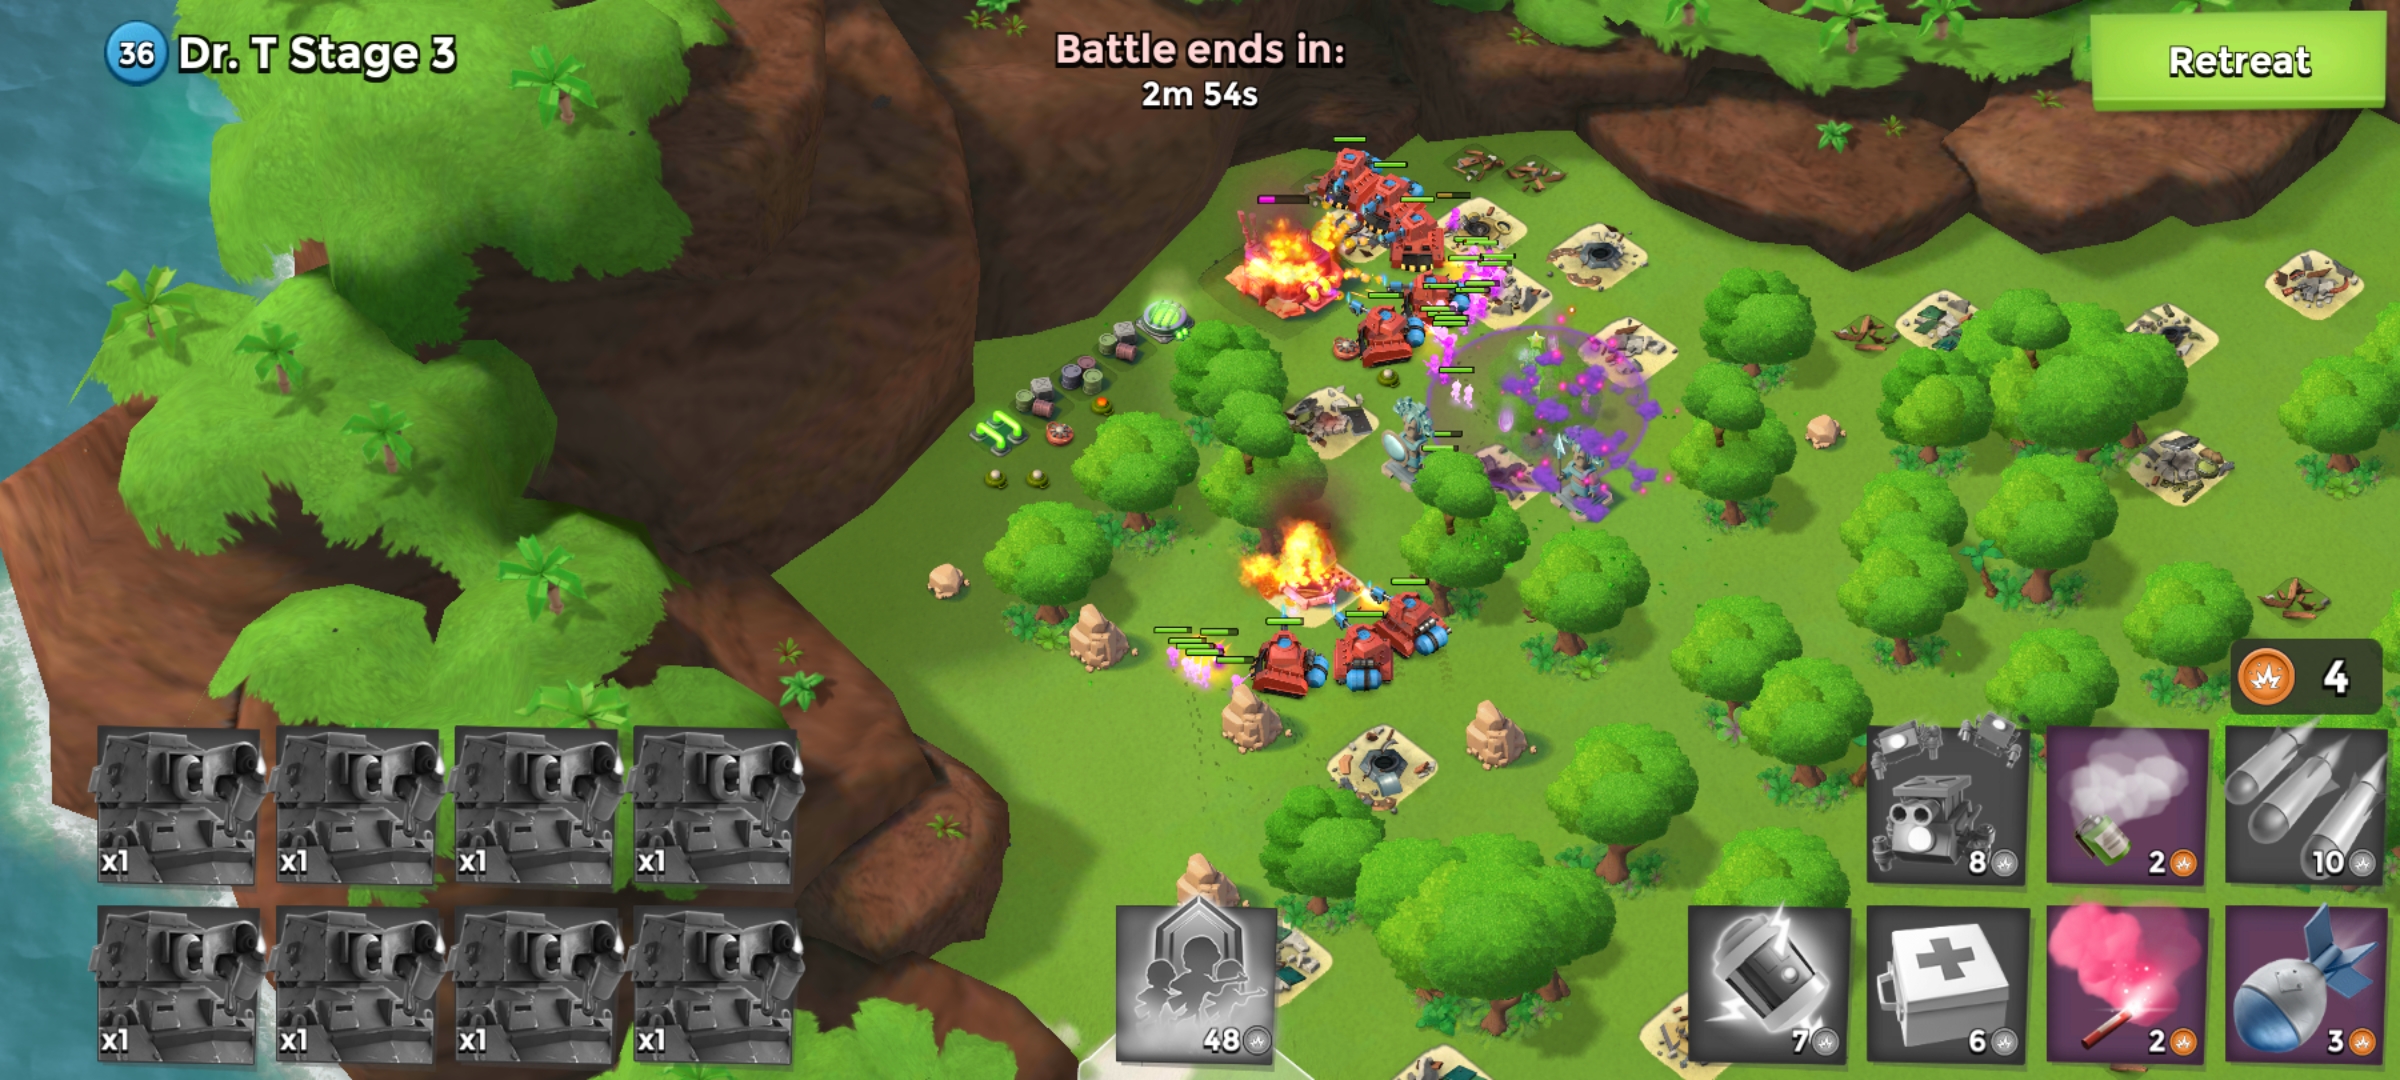 36 Dr. T Stage 3
Battle ends in:
2m 54s
Retreat
4
x1 x1 x1 x1
8 2 10
x1 x1 x1 x1
48 7 6 2 3